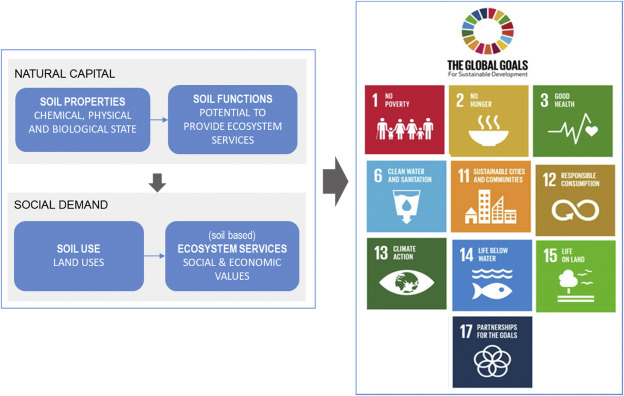 NATURAL CAPITAL
SOIL PROPERTIES
CHEMICAL, PHYSICAL
AND BIOLOGICAL STATE
SOIL FUNCTIONS
POTENTIAL TO
PROVIDE ECOSYSTEM
SERVICES
SOCIAL DEMAND
SOIL USE
LAND USES
(soil based)
ECOSYSTEM SERVICES
SOCIAL & ECONOMIC
VALUES
THE GLOBAL GOALS
For Sustainable Development
1 NO
POVERTY
2 NO
HUNGER
3 GOOD
HEALTH
6 CLEAN WATER
AND SANITATION
11 SUSTAINABLE CITIES
AND COMMUNITIES
12 RESPONSIBLE
CONSUMPTION
13 CLIMATE
ACTION
14 LIFE BELOW
WATER
15 LIFE
ON LAND
17 PARTNERSHIPS
FOR THE GOALS